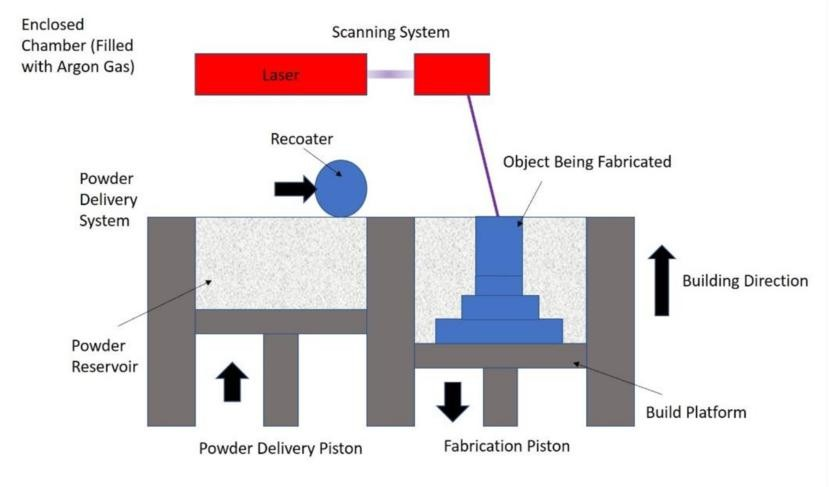 Enclosed
Chamber (Filled
with Argon Gas)
Scanning System
Laser
Recoater
Object Being Fabricated
Powder
Delivery
System
Building Direction
Powder
Reservoir
Build Platform
Powder Delivery Piston
Fabrication Piston